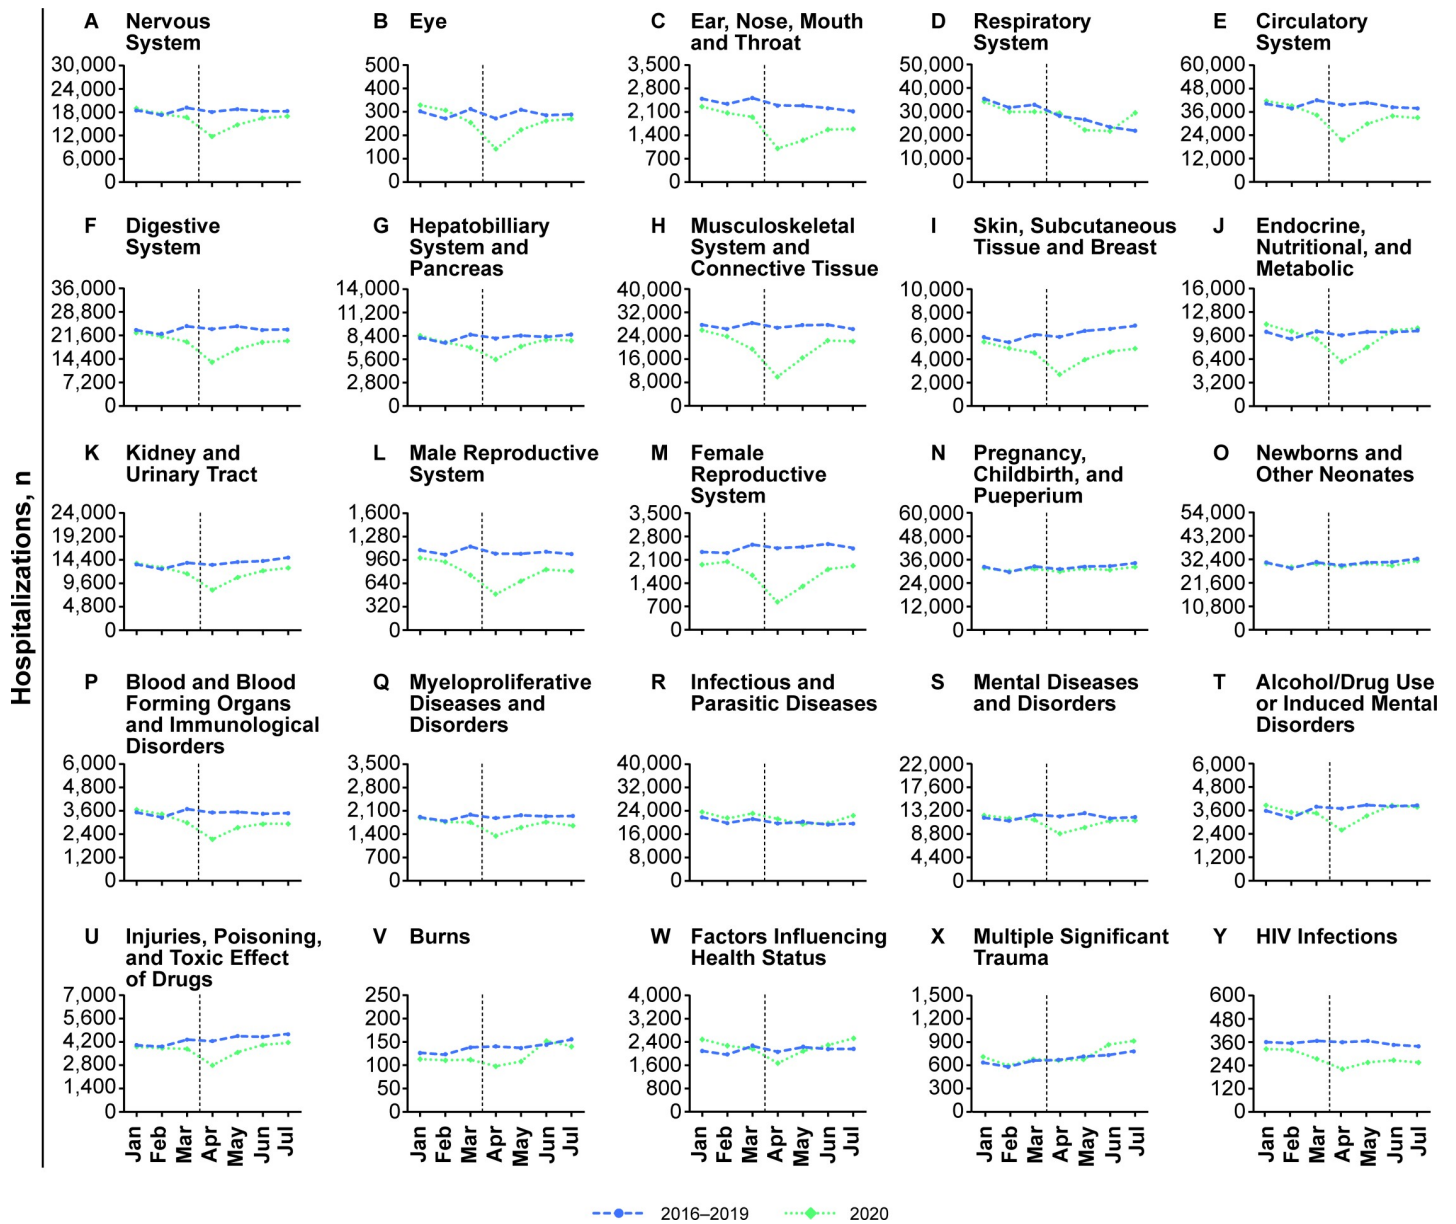 Hospitalizations, n
A Nervous
System
30,000
24,000
18,000
12,000
6,000
0
B Eye
500
400
300
200
100
0
C Ear, Nose, Mouth
and Throat
3,500
2,800
2,100
1,400
700
0
D Respiratory
System
50,000
40,000
30,000
20,000
10,000
0
E Circulatory
System
60,000
48,000
36,000
24,000
12,000
0
F Digestive
System
36,000
28,800
21,600
14,400
7,200
0
G Hepatobilliary
System and
Pancreas
14,000
11,200
8,400
5,600
2,800
0
H Musculoskeletal
System and
Connective Tissue
40,000
32,000
24,000
16,000
8,000
0
I Skin, Subcutaneous
Tissue and Breast
10,000
8,000
6,000
4,000
2,000
0
J Endocrine,
Nutritional, and
Metabolic
16,000
12,800
9,600
6,400
3,200
0
K Kidney and
Urinary Tract
24,000
19,200
14,400
9,600
4,800
0
L Male Reproductive
System
1,600
1,280
960
640
320
0
M Female
Reproductive
System
3,500
2,800
2,100
1,400
700
0
N Pregnancy,
Childbirth, and
Pueperium
60,000
48,000
36,000
24,000
12,000
0
O Newborns and
Other Neonates
54,000
43,200
32,400
21,600
10,800
0
P Blood and Blood
Forming Organs
and Immunological
Disorders
6,000
4,800
3,600
2,400
1,200
0
Q Myeloproliferative
Diseases and
Disorders
3,500
2,800
2,100
1,400
700
0
R Infectious and
Parasitic Diseases
40,000
32,000
24,000
16,000
8,000
0
S Mental Diseases
and Disorders
22,000
17,600
13,200
8,800
4,400
0
T Alcohol/Drug Use
or Induced Mental
Disorders
6,000
4,800
3,600
2,400
1,200
0
U Injuries, Poisoning,
and Toxic Effect
of Drugs
7,000
5,600
4,200
2,800
1,400
0
Jan Feb Mar Apr May Jun Jul
V Burns
250
200
150
100
50
0
Jan Feb Mar Apr May Jun Jul
W Factors Influencing
Health Status
4,000
3,200
2,400
1,600
800
0
Jan Feb Mar Apr May Jun Jul
X Multiple Significant
Trauma
1,500
1,200
900
600
300
0
Jan Feb Mar Apr May Jun Jul
Y HIV Infections
600
480
360
240
120
0
Jan Feb Mar Apr May Jun Jul
2016–2019 2020